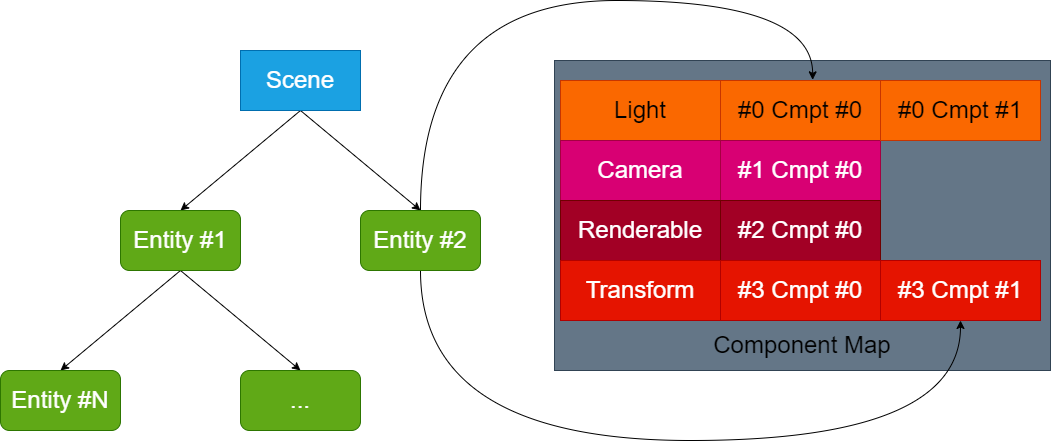 Scene
Entity #1
Entity #2
Entity #N
...
Light #0 Cmpt #0 #0 Cmpt #1
Camera #1 Cmpt #0
Renderable #2 Cmpt #0
Transform #3 Cmpt #0 #3 Cmpt #1
Component Map